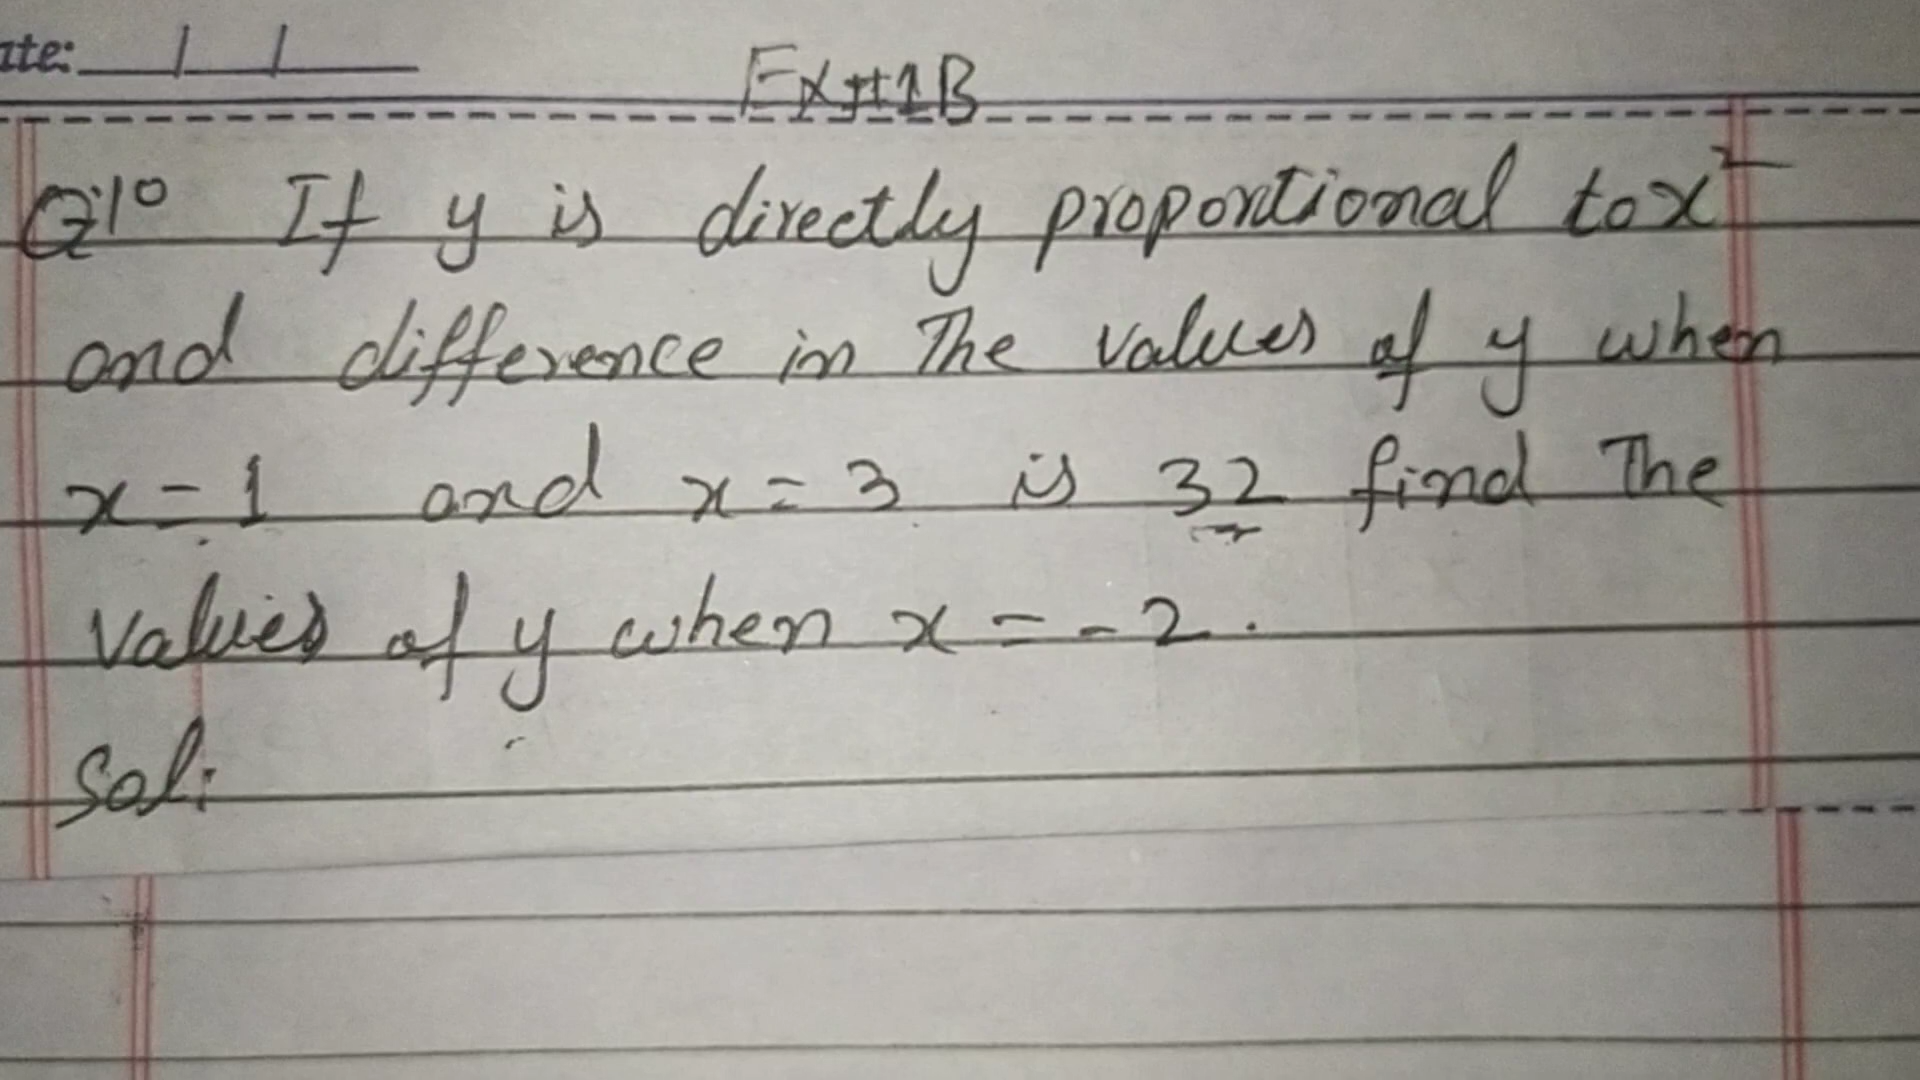 ate: / /
Ex#1B
Q10 If y is directly proportional to x²
and difference in The values of y when
x = 1 and x = 3 is 32 find The
values of y when x = -2.
Sol: